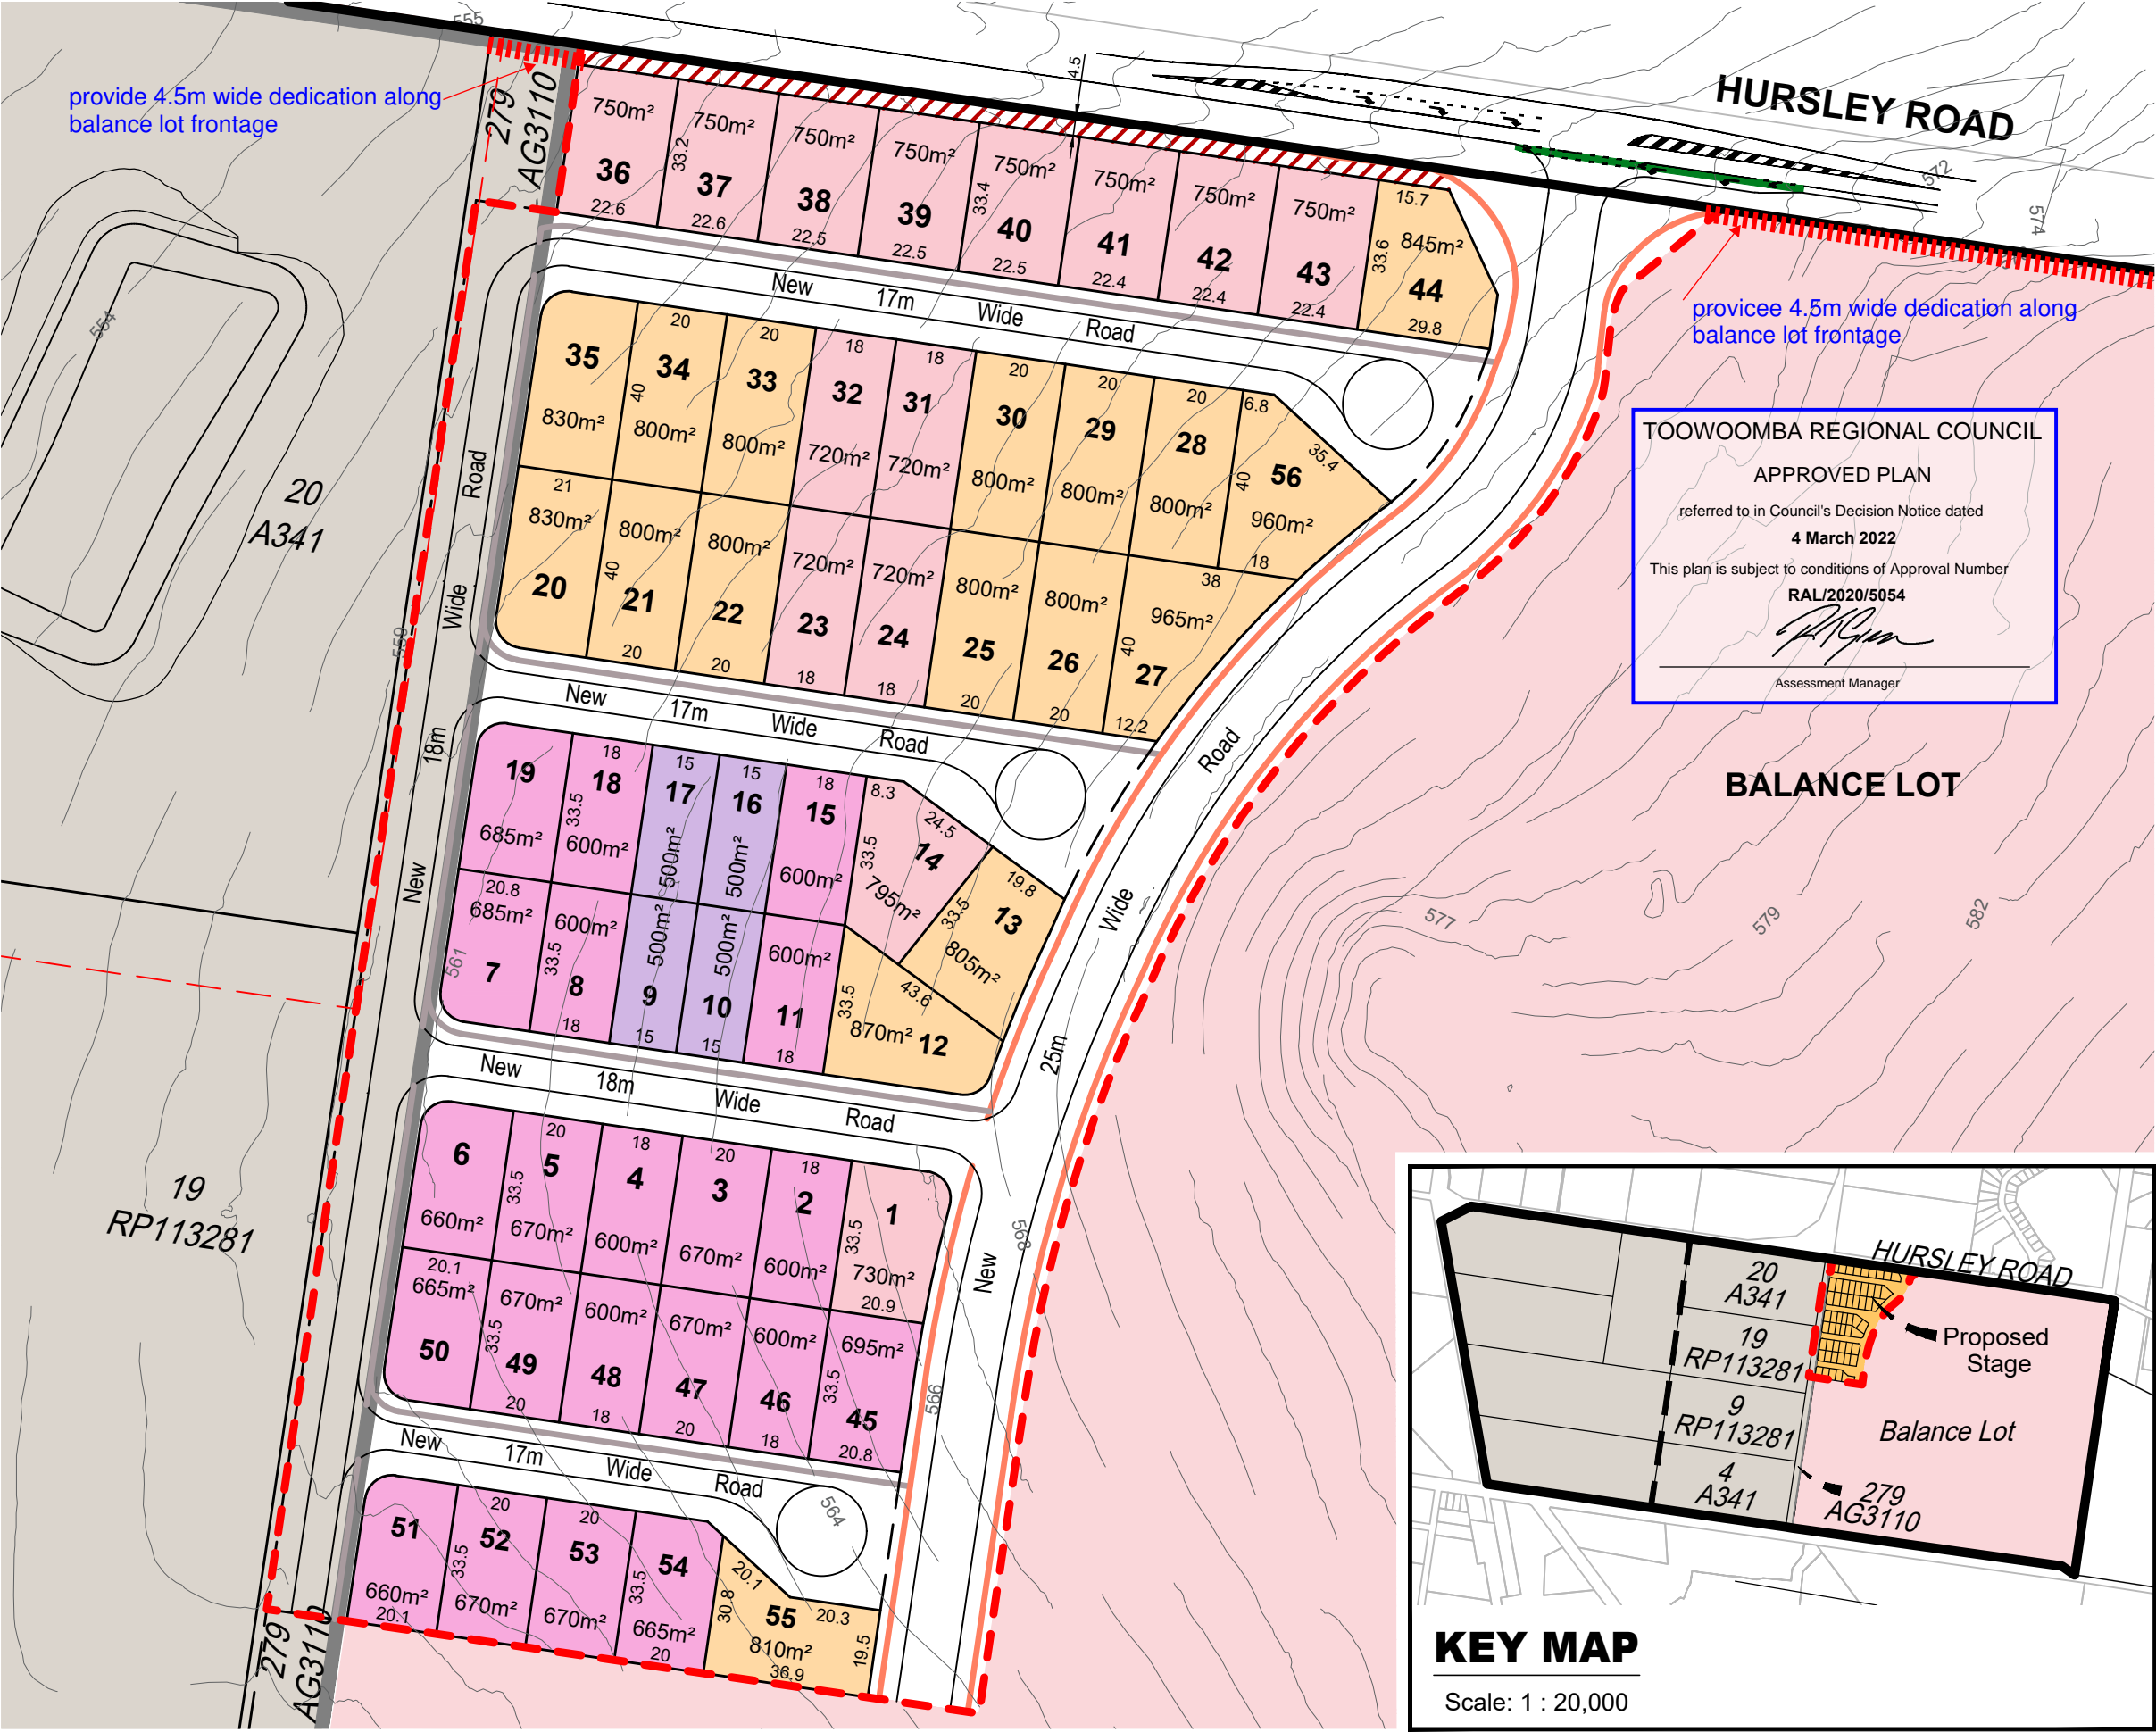 555
provide 4.5m wide dedication along
balance lot frontage
279
AG3110
4.5
HURSLEY ROAD
572
574
provicee 4.5m wide dedication along
balance lot frontage
750m²
36
22.6
33.2
750m²
37
22.6
750m²
38
22.5
750m²
39
22.5
33.4
750m²
40
22.5
750m²
41
22.4
750m²
42
22.4
750m²
43
22.4
15.7
33.6
845m²
44
29.8
New 17m Wide Road
554
20
A341
35
830m²
20
34
40
800m²
20
33
800m²
18
32
720m²
18
31
720m²
20
30
800m²
20
29
800m²
20
28
800m²
6.8
35.4
56
40
960m²
18
21
830m²
20
800m²
40
21
20
800m²
22
20
720m²
23
18
720m²
24
18
800m²
25
20
800m²
26
20
38
965m²
40
27
12.2
TOOWOOMBA REGIONAL COUNCIL
APPROVED PLAN
referred to in Council's Decision Notice dated
4 March 2022
This plan is subject to conditions of Approval Number
RAL/2020/5054
Assessment Manager
BALANCE LOT
559
New 18m Wide Road
New 17m Wide Road
19
685m²
18
18
33.5
600m²
15
17
500m²
15
16
500m²
18
15
600m²
8.3
24.5
33.5
14
795m²
19.8
33.5
13
805m²
20.8
685m²
7
561
600m²
33.5
8
18
500m²
9
15
500m²
10
15
600m²
11
18
33.5
43.6
870m²
12
577
579
582
New 25m Wide Road
New 18m Wide Road
6
660m²
20
5
33.5
670m²
18
4
600m²
20
3
670m²
18
2
600m²
1
33.5
730m²
20.9
20.1
665m²
50
670m²
33.5
49
20
600m²
48
18
670m²
47
20
600m²
46
18
695m²
33.5
45
20.8
566
19
RP113281
New 17m Wide Road
564
51
660m²
20.1
20
52
33.5
670m²
20
53
670m²
54
33.5
665m²
20
20.1
30.8
55
20.3
810m²
36.9
19.5
279
AG3110
HURSLEY ROAD
20
A341
19
RP113281
9
RP113281
4
A341
Proposed
Stage
Balance Lot
279
AG3110
KEY MAP
Scale: 1 : 20,000